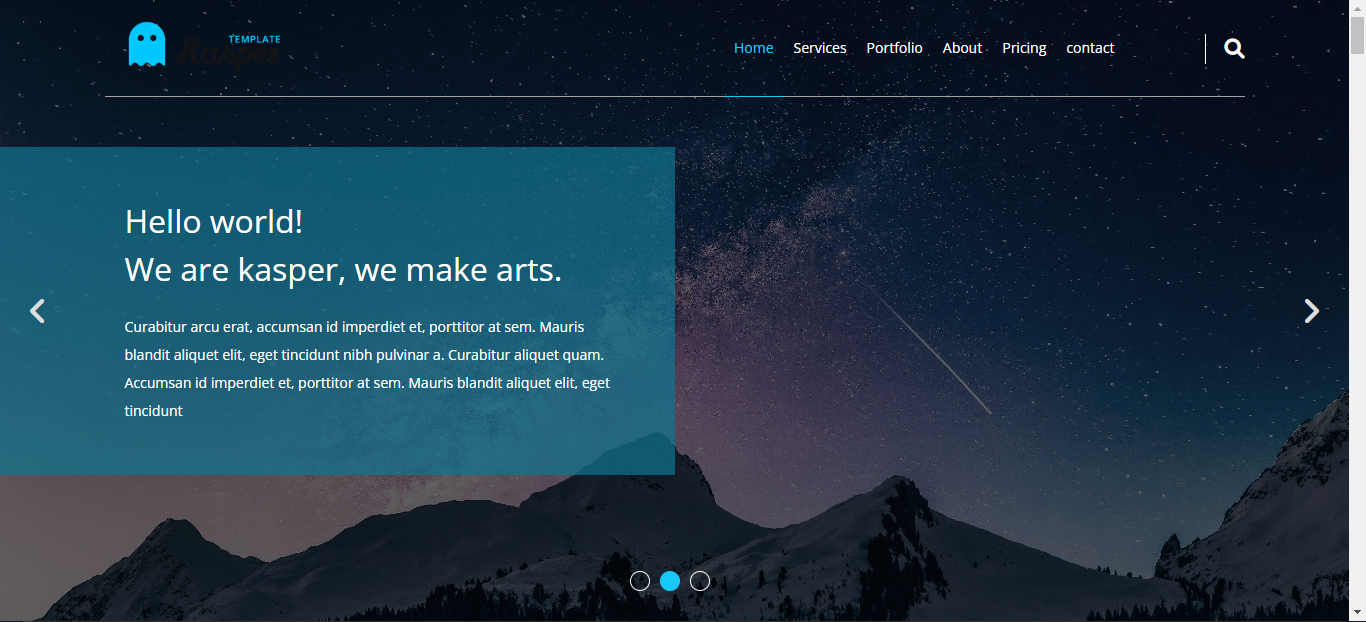 TEMPLATE
Kasper
Home Services Portfolio About Pricing contact
Hello world!
We are kasper, we make arts.
Curabitur arcu erat, accumsan id imperdiet et, porttitor at sem. Mauris
blandit aliquet elit, eget tincidunt nibh pulvinar a. Curabitur aliquet quam.
Accumsan id imperdiet et, porttitor at sem. Mauris blandit aliquet elit, eget
tincidunt